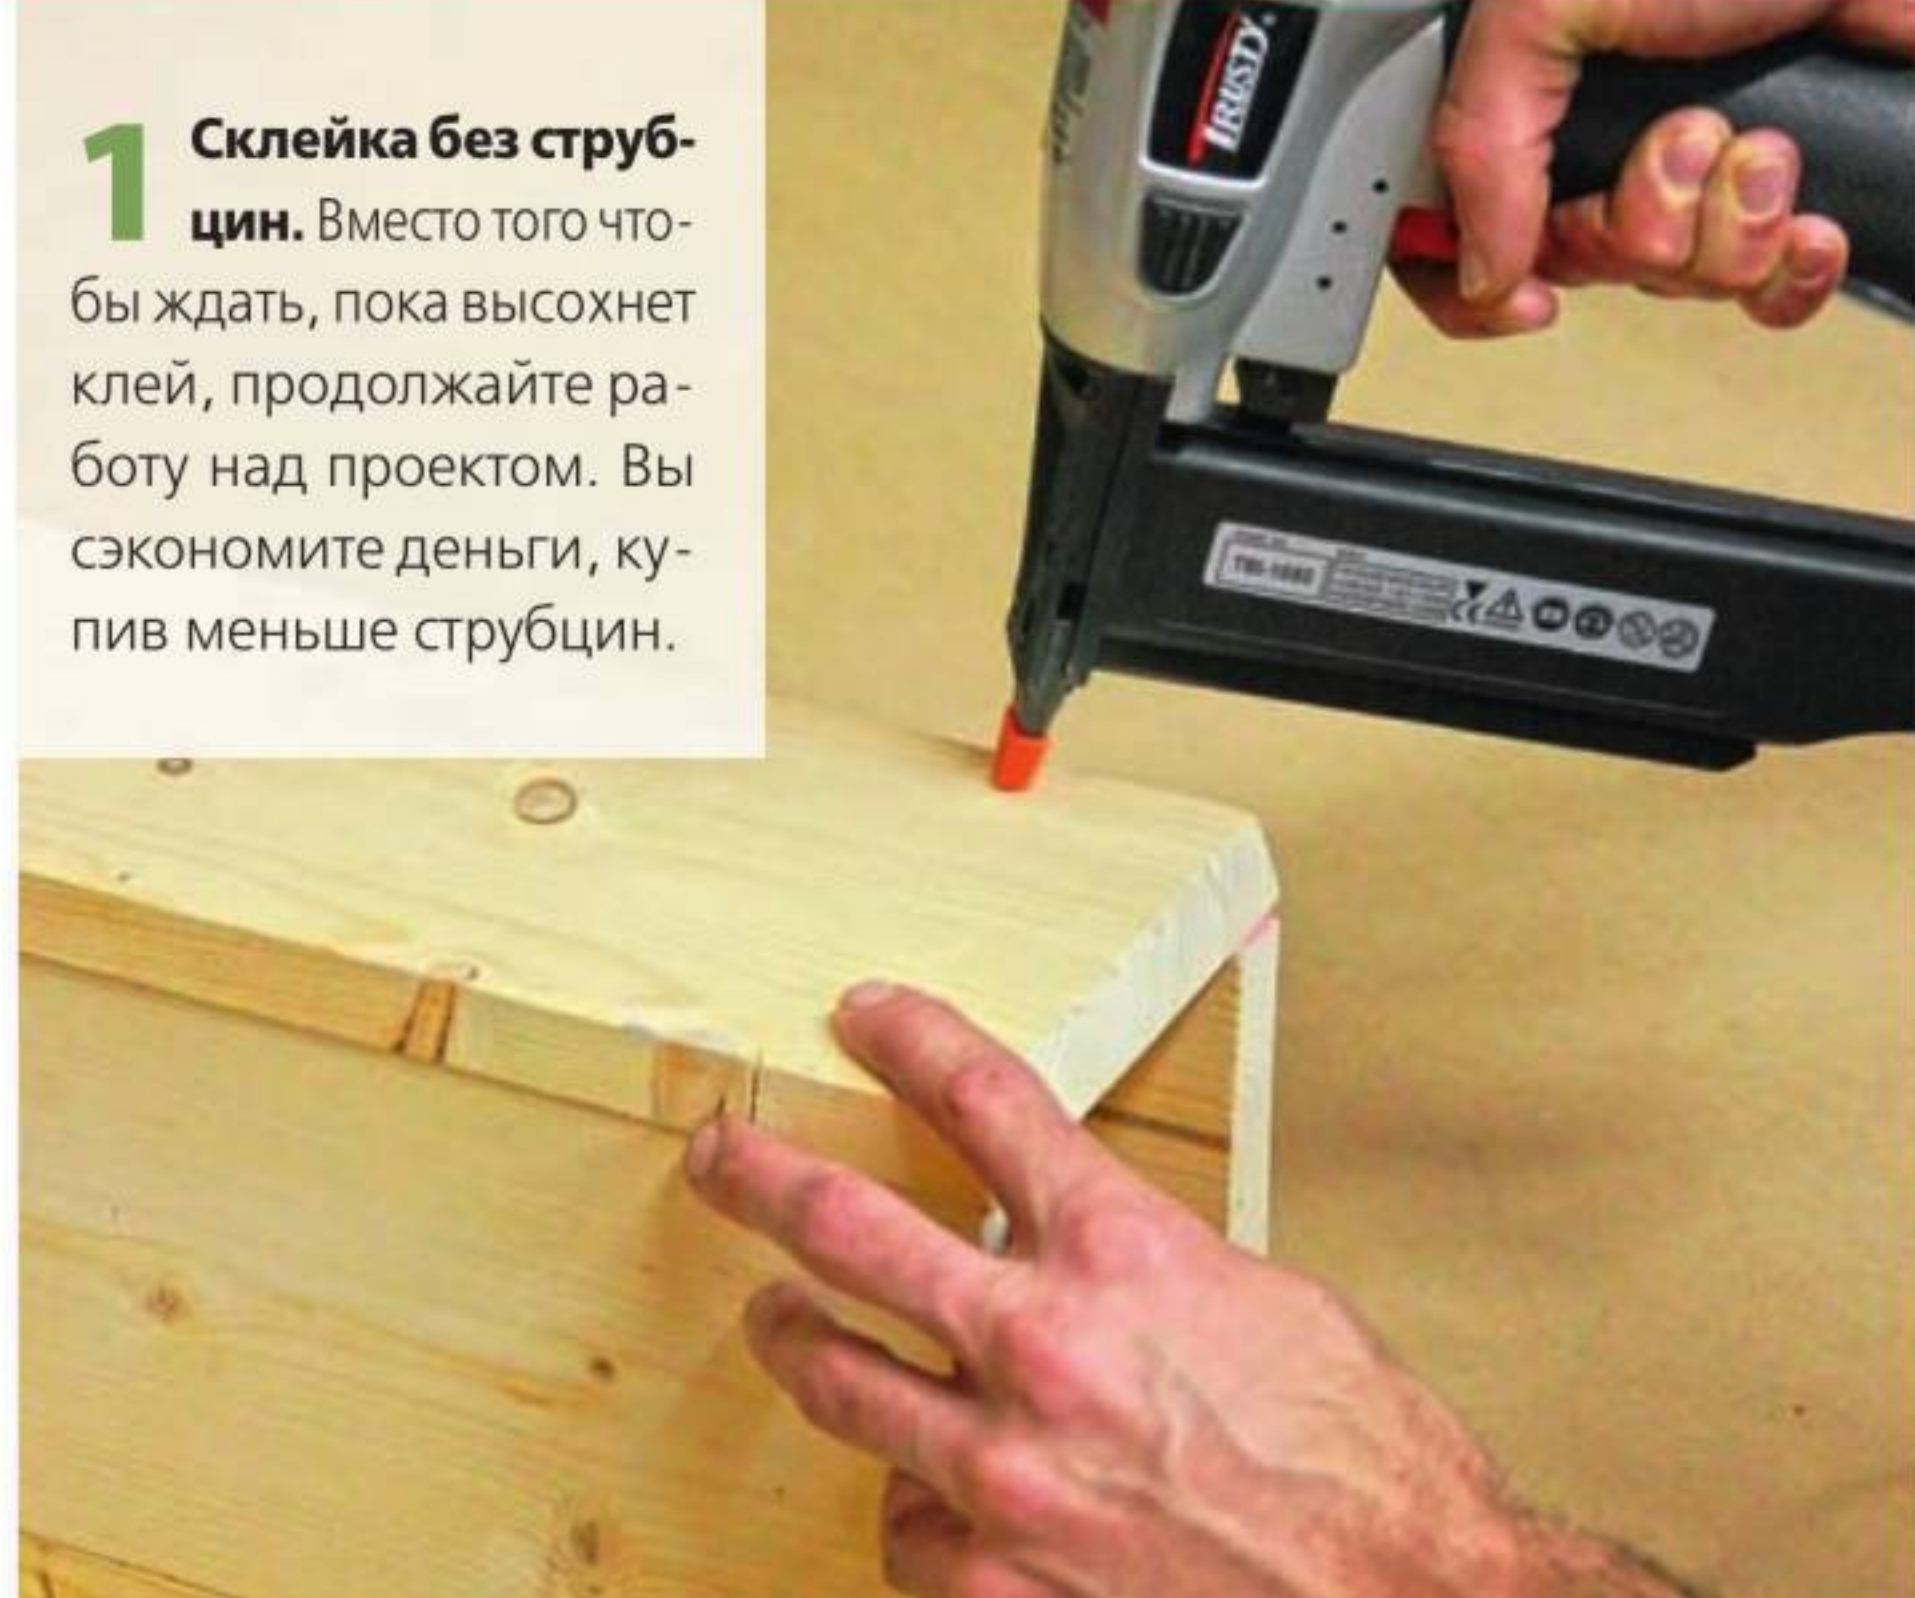 1 Склейка без струб-
цин. Вместо того что-
бы ждать, пока высохнет
клей, продолжайте ра-
боту над проектом. Вы
сэкономите деньги, ку-
пив меньше струбцин.
TRUSTY